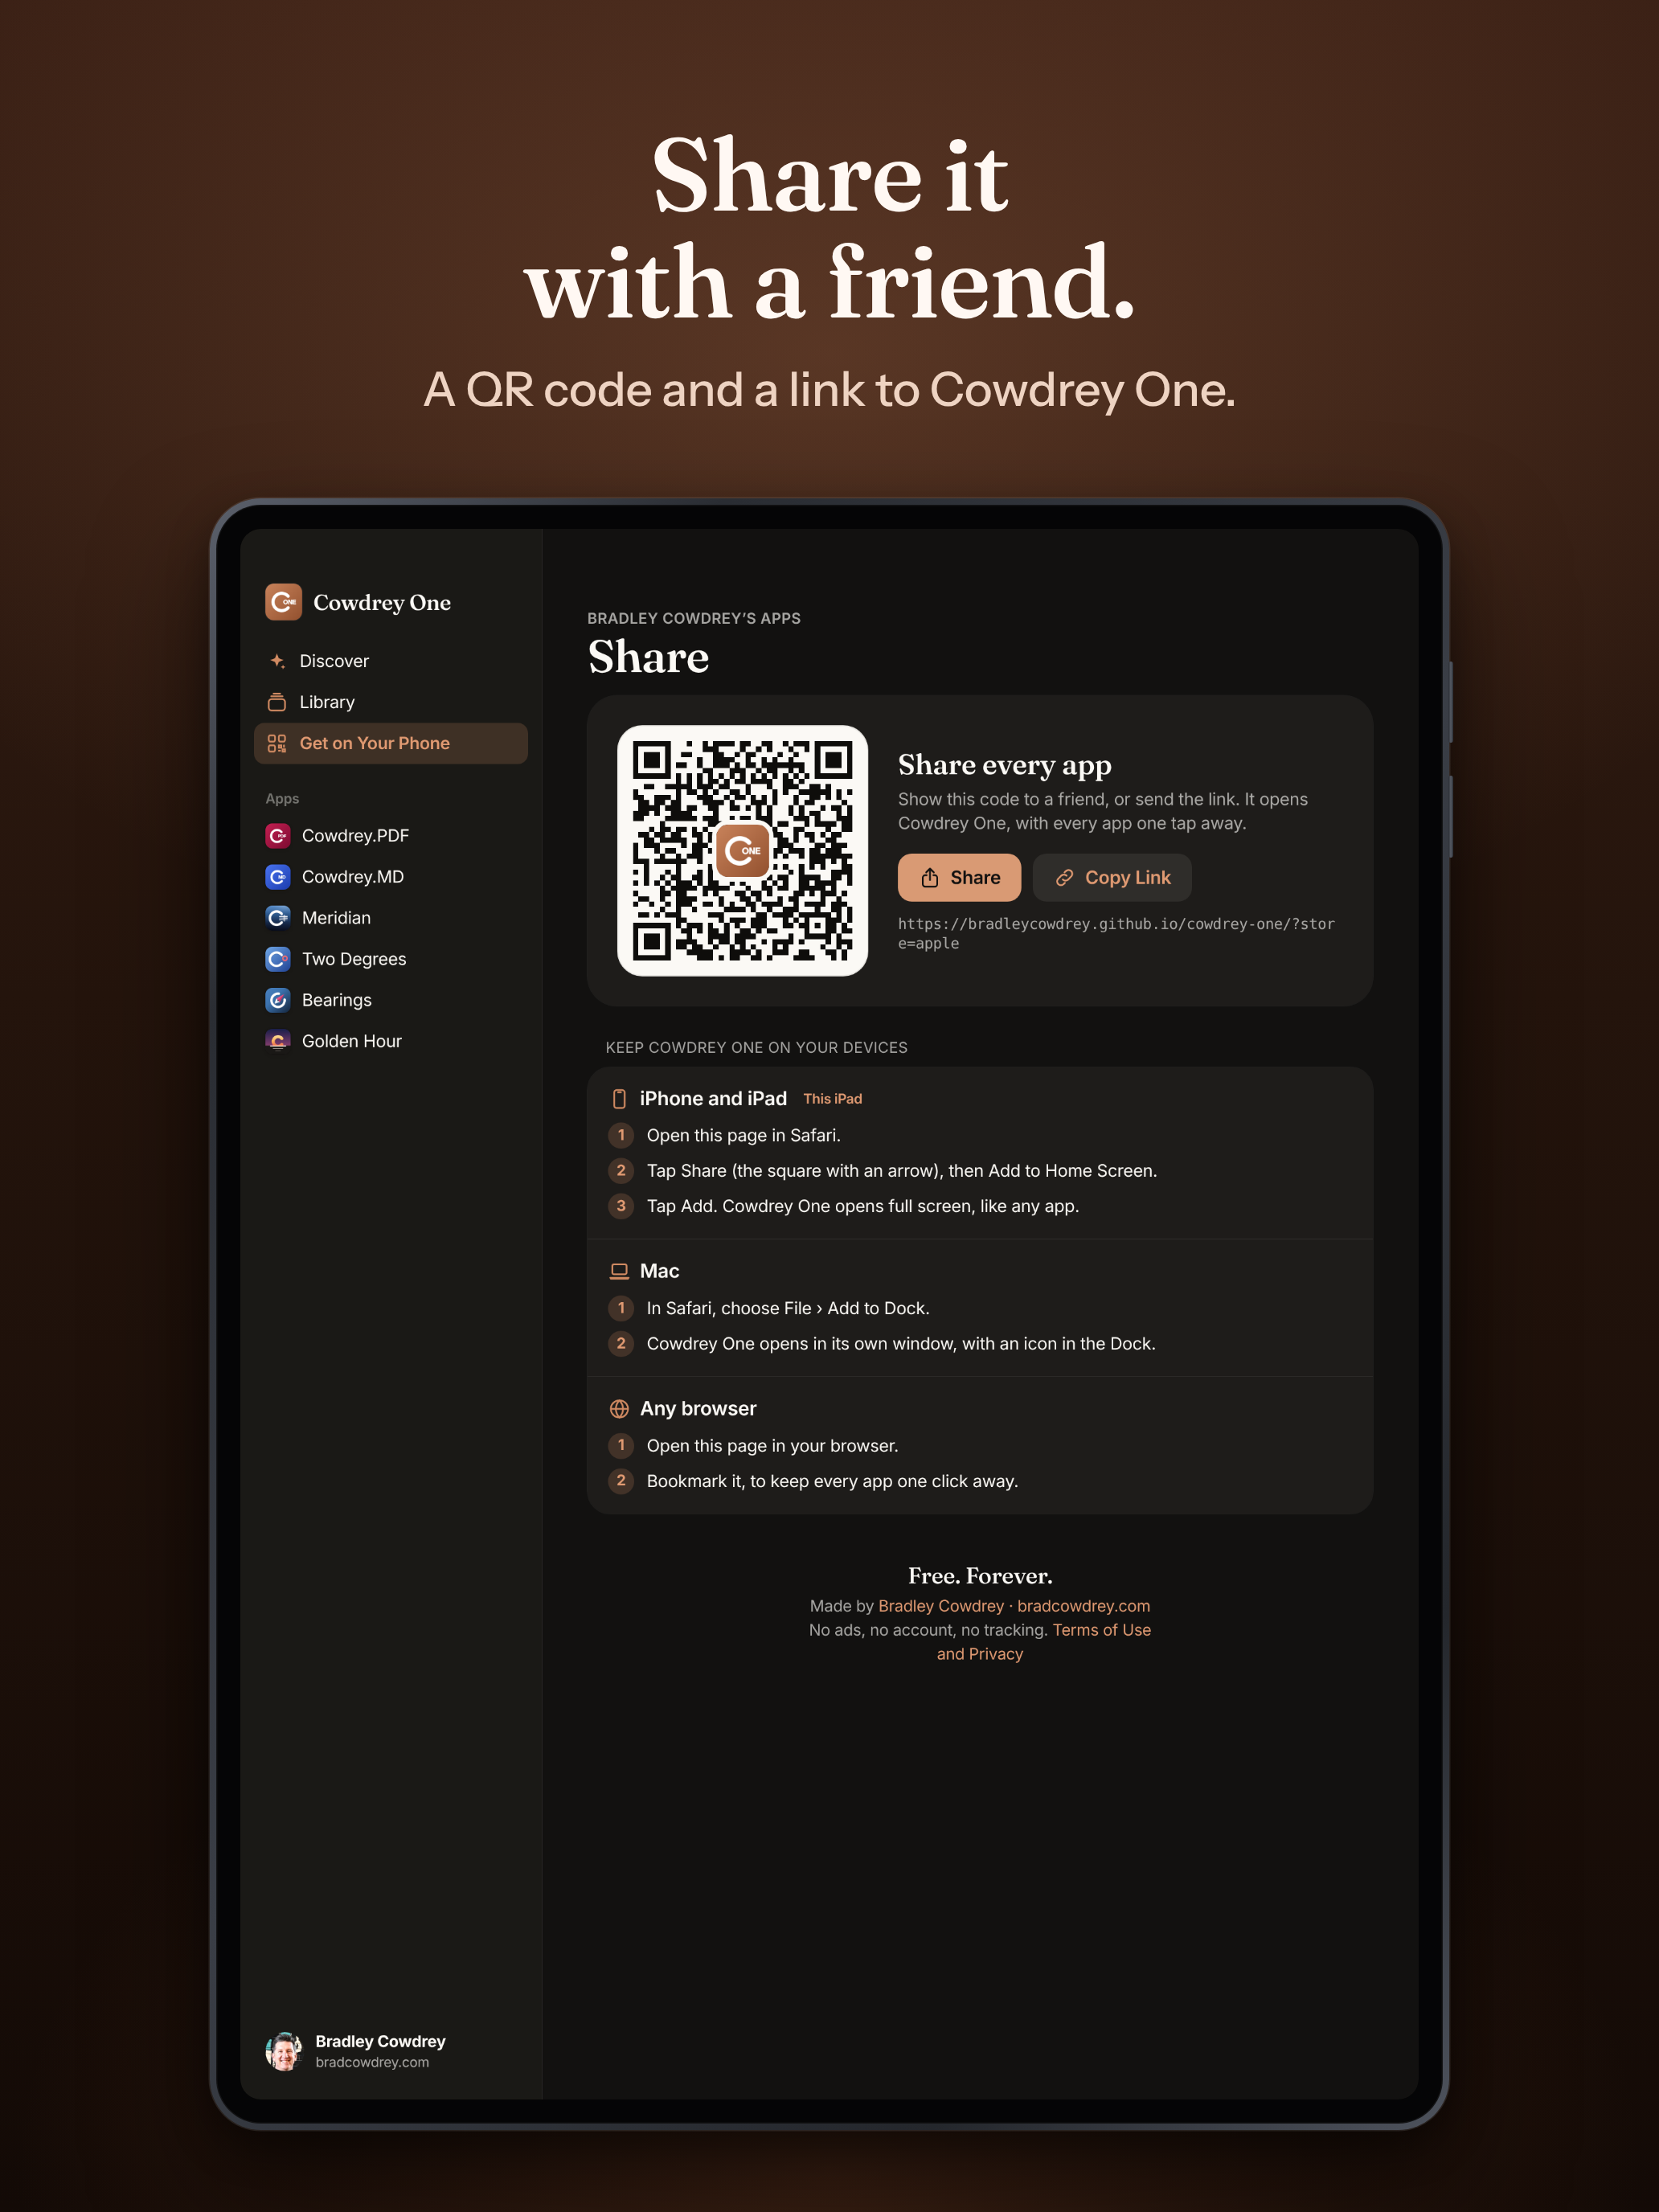 Share it
with a friend.
A QR code and a link to Cowdrey One.
Cowdrey One
Discover
Library
Get on Your Phone
Apps
Cowdrey.PDF
Cowdrey.MD
Meridian
Two Degrees
Bearings
Golden Hour
Bradley Cowdrey
bradcowdrey.com
BRADLEY COWDREY’S APPS
Share
ONE
Share every app
Show this code to a friend, or send the link. It opens
Cowdrey One, with every app one tap away.
Share
Copy Link
https://bradleycowdrey.github.io/cowdrey-one/?stor
e=apple
KEEP COWDREY ONE ON YOUR DEVICES
iPhone and iPad This iPad
1 Open this page in Safari.
2 Tap Share (the square with an arrow), then Add to Home Screen.
3 Tap Add. Cowdrey One opens full screen, like any app.
Mac
1 In Safari, choose File › Add to Dock.
2 Cowdrey One opens in its own window, with an icon in the Dock.
Any browser
1 Open this page in your browser.
2 Bookmark it, to keep every app one click away.
Free. Forever.
Made by Bradley Cowdrey · bradcowdrey.com
No ads, no account, no tracking. Terms of Use
and Privacy